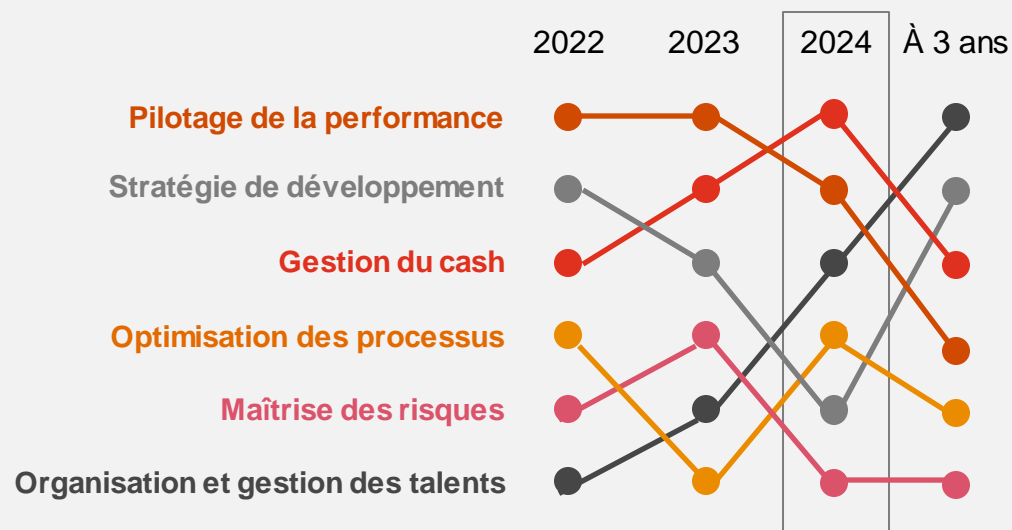 2022 2023 2024 À 3 ans
Pilotage de la performance
Stratégie de développement
Gestion du cash
Optimisation des processus
Maîtrise des risques
Organisation et gestion des talents